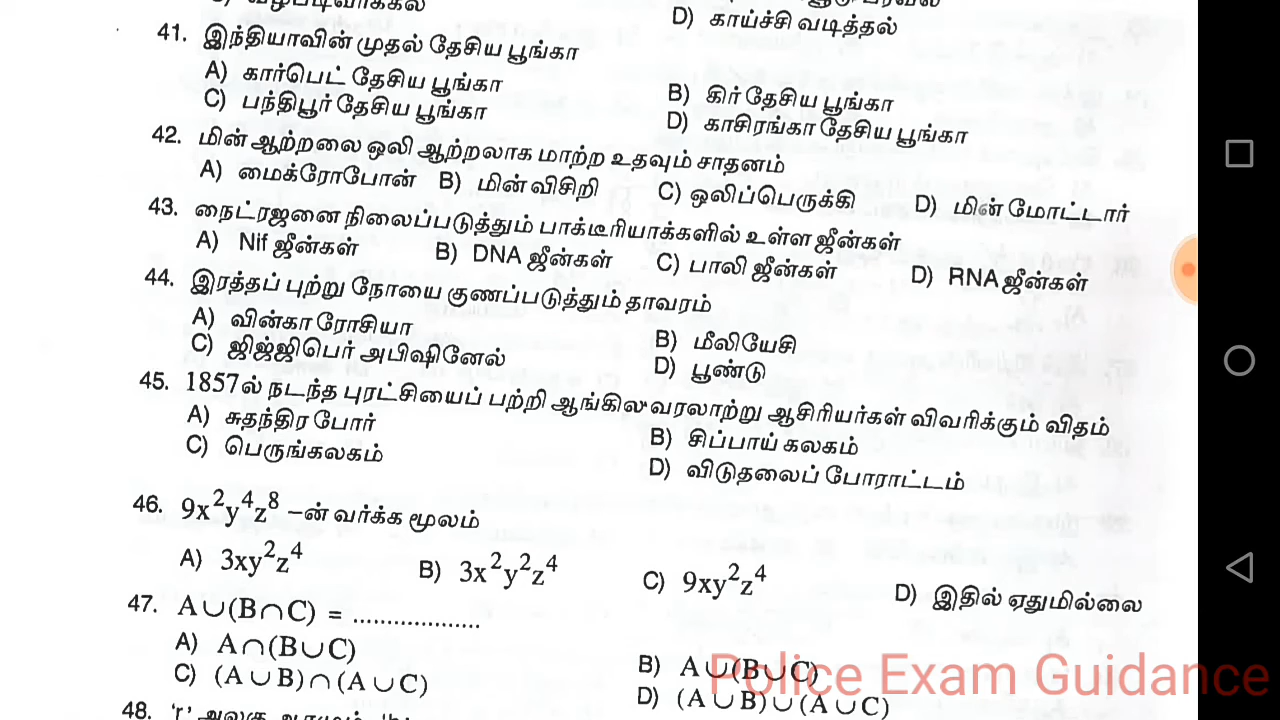 D) காய்ச்சி வடித்தல்
41. இந்தியாவின் முதல் தேசிய பூங்கா
A) கார்பெட் தேசிய பூங்கா B) கிர் தேசிய பூங்கா
C) பந்திபூர் தேசிய பூங்கா D) காசிரங்கா தேசிய பூங்கா
42. மின் ஆற்றலை ஒலி ஆற்றலாக மாற்ற உதவும் சாதனம்
A) மைக்ரோபோன் B) மின் விசிறி C) ஒலிப்பெருக்கி D) மின் மோட்டார்
43. நைட்ரஜனை நிலைப்படுத்தும் பாக்டீரியாக்களில் உள்ள ஜீன்கள்
A) Nif ஜீன்கள் B) DNA ஜீன்கள் C) பாலி ஜீன்கள் D) RNA ஜீன்கள்
44. இரத்தப் புற்று நோயை குணப்படுத்தும் தாவரம்
A) வின்கா ரோசியா B) மீலியேசி
C) ஜிஜ்ஜிபெர் அபிஷினேல் D) பூண்டு
45. 1857ல் நடந்த புரட்சியைப் பற்றி ஆங்கில வரலாற்று ஆசிரியர்கள் விவரிக்கும் விதம்
A) சுதந்திர போர் B) சிப்பாய் கலகம்
C) பெருங்கலகம் D) விடுதலைப் போராட்டம்
46. 9x²y⁴z⁸ –ன் வர்க்க மூலம்
A) 3xy²z⁴ B) 3x²y²z⁴ C) 9xy²z⁴ D) இதில் ஏதுமில்லை
47. A∪(B∩C) = ...................
A) A∩(B∪C) B) A∪(B∪C)
C) (A∪B)∩(A∪C) D) (A∪B)∪(A∪C)
Police Exam Guidance
48. 'r'